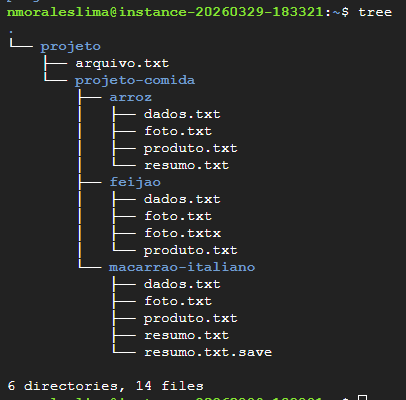 nmoraleslima@instance-20260329-183321:~$ tree
.
└── projeto
    ├── arquivo.txt
    └── projeto-comida
        ├── arroz
        │   ├── dados.txt
        │   ├── foto.txt
        │   ├── produto.txt
        │   └── resumo.txt
        ├── feijao
        │   ├── dados.txt
        │   ├── foto.txt
        │   ├── foto.txtx
        │   └── produto.txt
        └── macarrao-italiano
            ├── dados.txt
            ├── foto.txt
            ├── produto.txt
            ├── resumo.txt
            └── resumo.txt.save

6 directories, 14 files